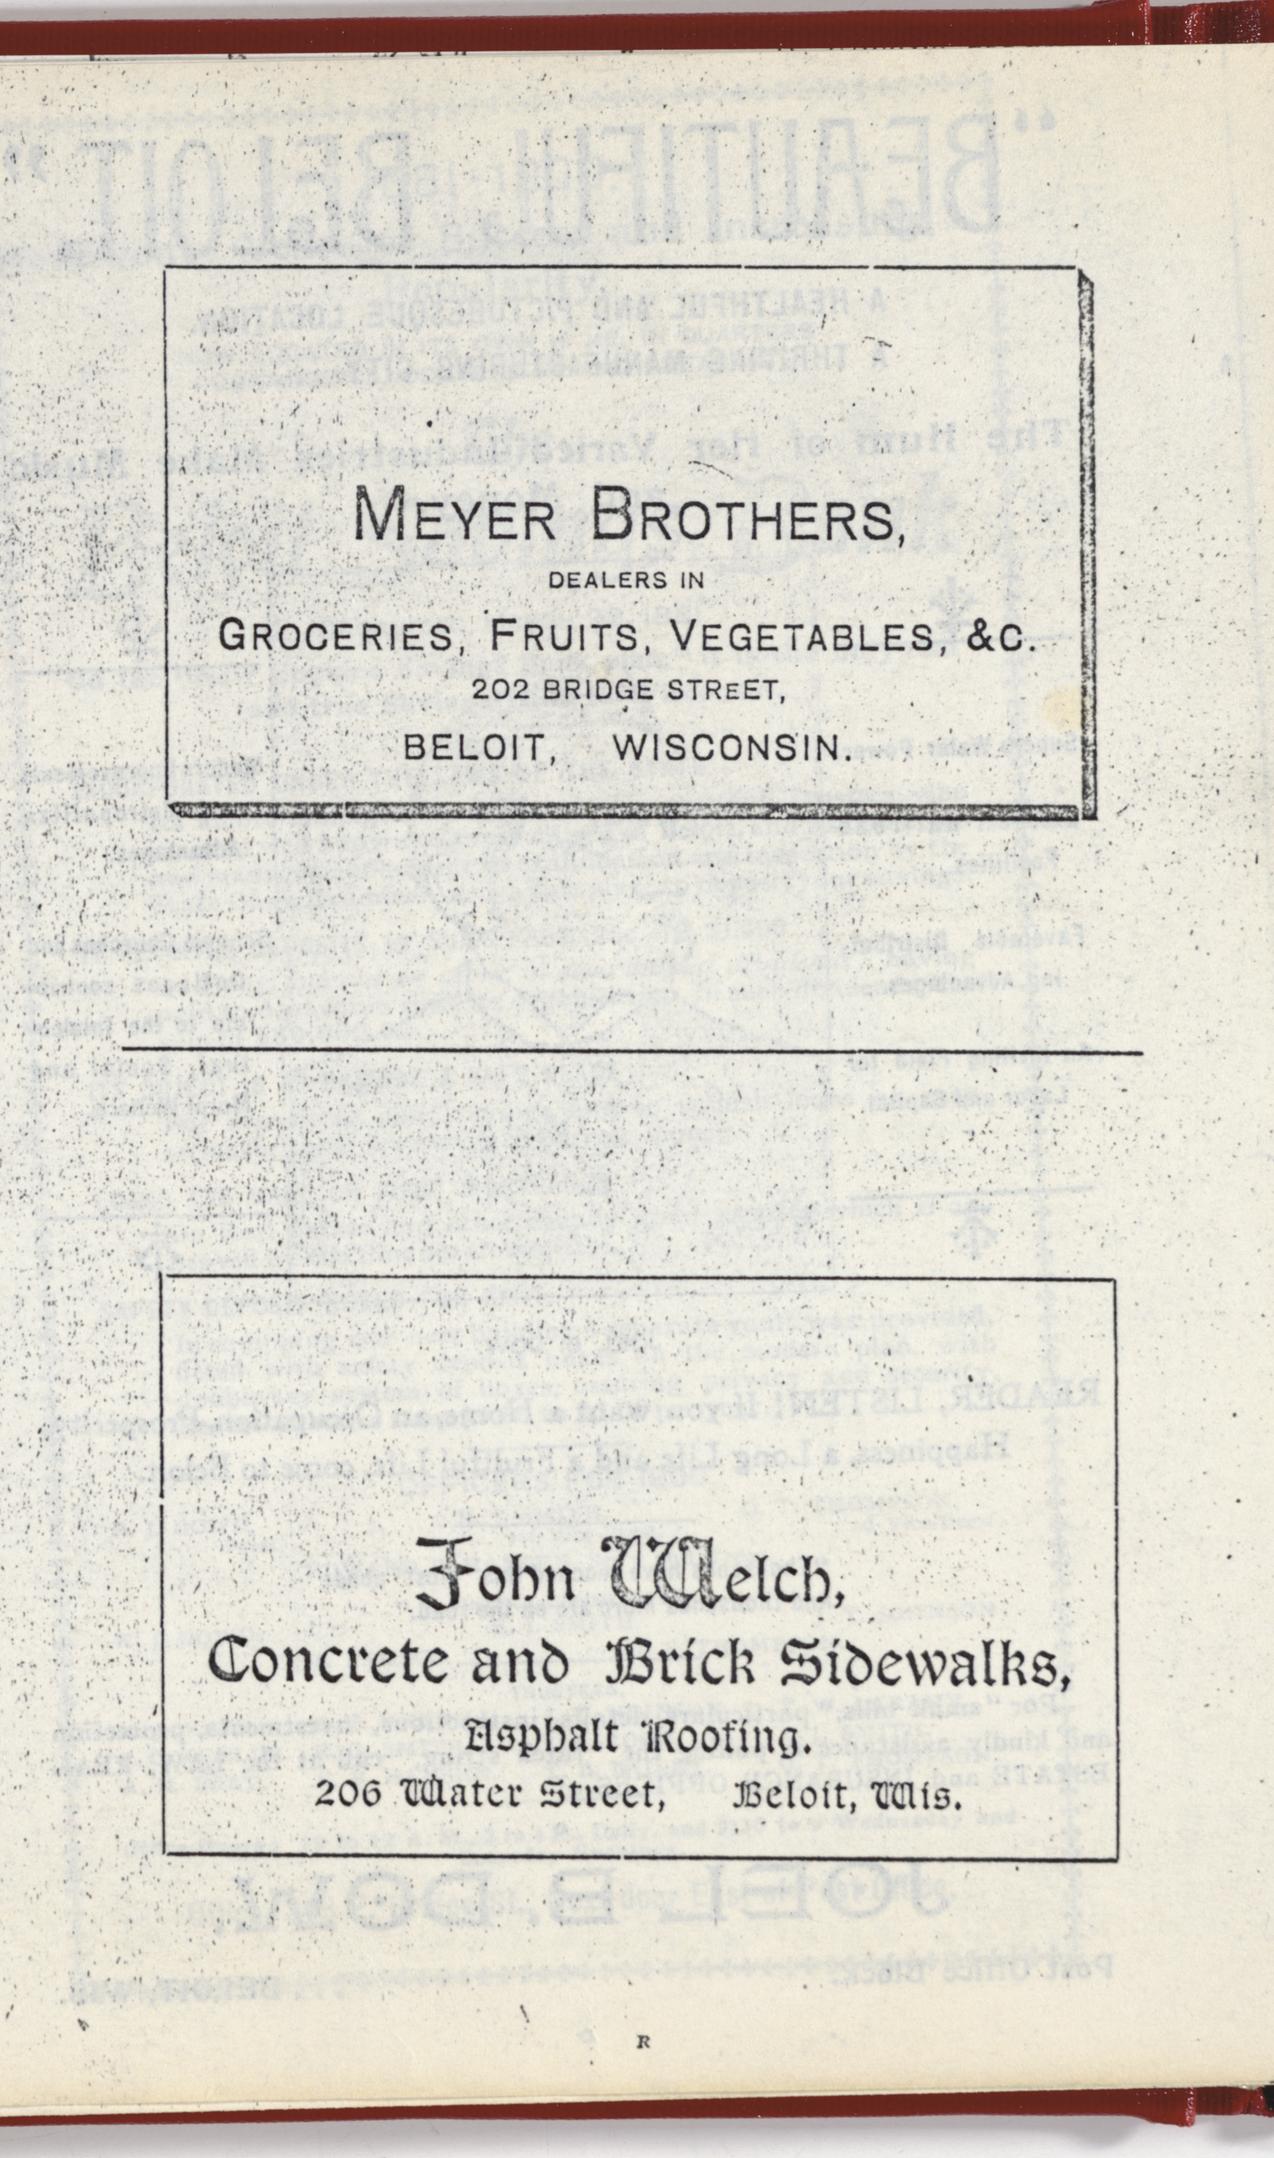 MEYER BROTHERS,
DEALERS IN
GROCERIES, FRUITS, VEGETABLES, &C.
202 BRIDGE STREET,
BELOIT, WISCONSIN.
John Welch,
Concrete and Brick Sidewalks,
Asphalt Roofing.
206 Water Street, Beloit, Wis.
R